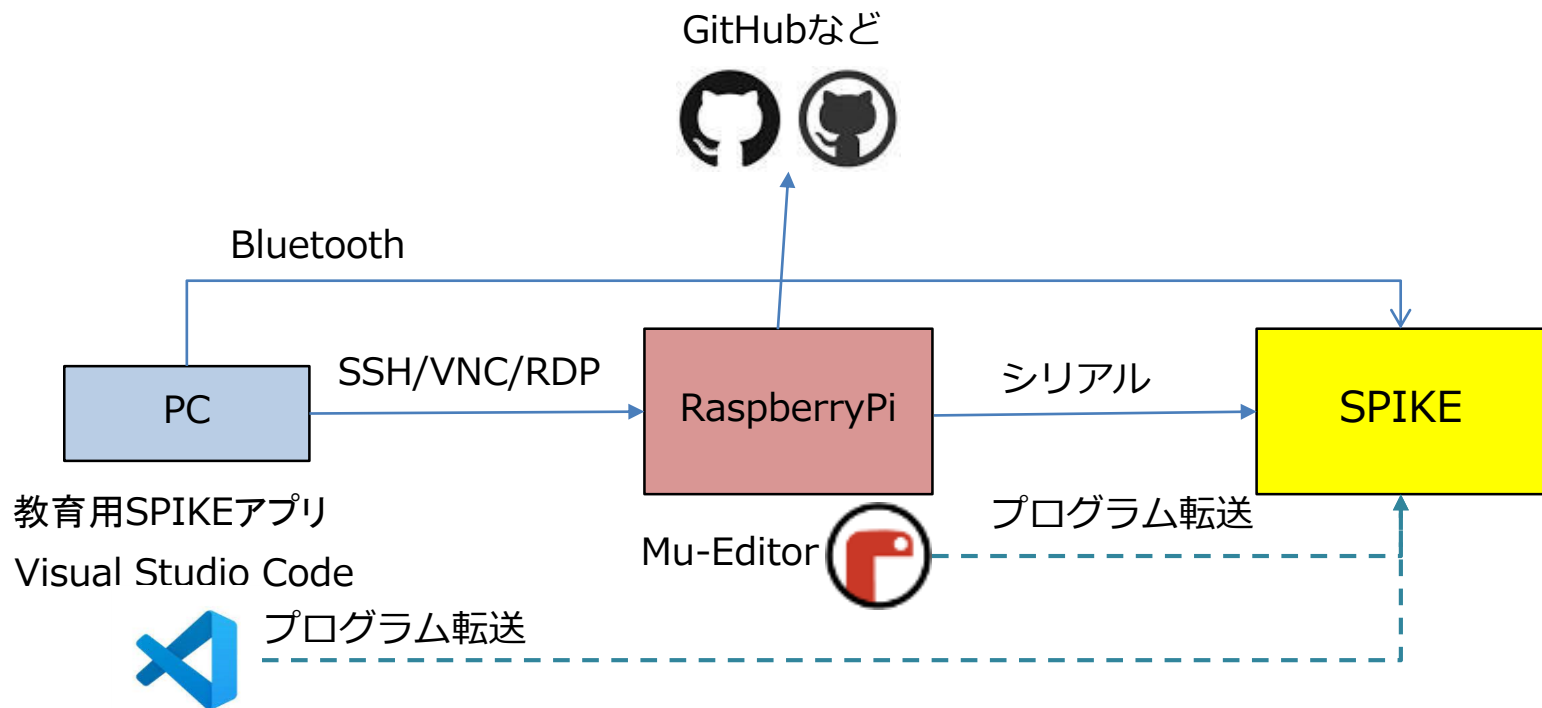 GitHubなど
Bluetooth
PC
SSH/VNC/RDP
RaspberryPi
シリアル
SPIKE
教育用SPIKEアプリ
Visual Studio Code
Mu-Editor
プログラム転送
プログラム転送